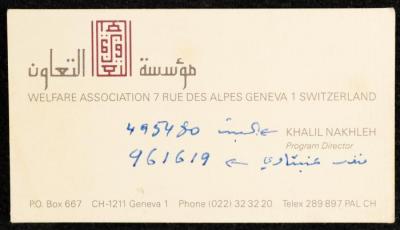 مؤسسة التعاون
WELFARE ASSOCIATION 7 RUE DES ALPES GENEVA 1 SWITZERLAND
495480 ← البيت
KHALIL NAKHLEH
Program Director
961619 ←
P.O. Box 667 CH-1211 Geneva 1 Phone (022) 32 32 20 Telex 289 897 PAL CH